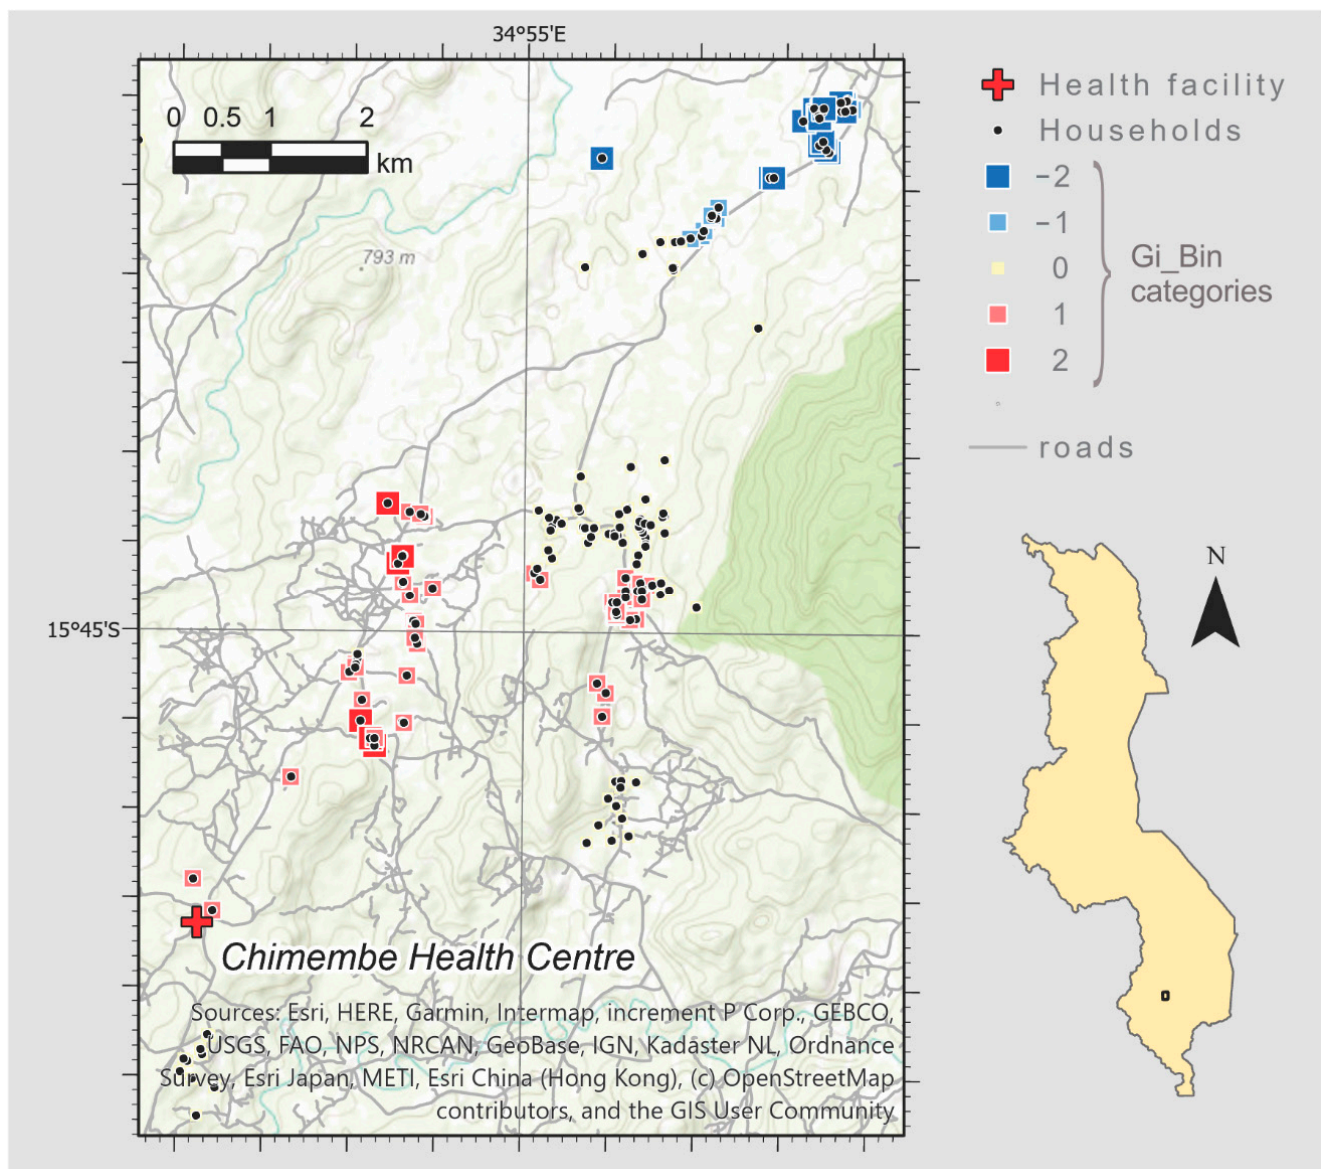 34°55'E
0 0.5 1 2
km
793 m
15°45'S
Chimembe Health Centre
Sources: Esri, HERE, Garmin, Intermap, increment P Corp., GEBCO,
USGS, FAO, NPS, NRCAN, GeoBase, IGN, Kadaster NL, Ordnance
Survey, Esri Japan, METI, Esri China (Hong Kong), (c) OpenStreetMap
contributors, and the GIS User Community
Health facility
Households
−2
−1
0
1
2
Gi_Bin
categories
roads
N